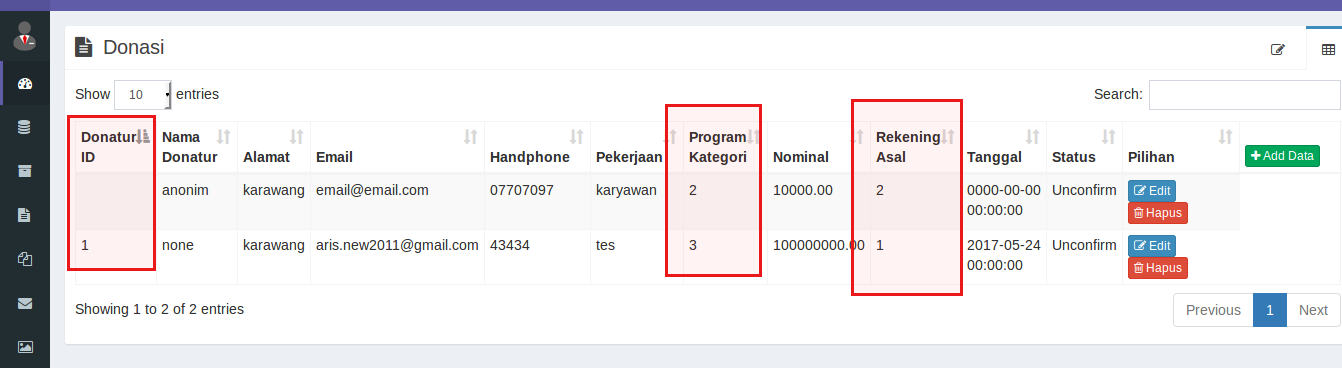 Donasi
Show 10 entries Search:
Donatur Nama Program Rekening
ID Donatur Alamat Email Handphone Pekerjaan Kategori Nominal Asal Tanggal Status Pilihan Add Data
anonim karawang email@email.com 07707097 karyawan 2 10000.00 2 0000-00-00 Unconfirm Edit
00:00:00 Hapus
1 none karawang aris.new2011@gmail.com 43434 tes 3 100000000.00 1 2017-05-24 Unconfirm Edit
00:00:00 Hapus
Showing 1 to 2 of 2 entries Previous 1 Next